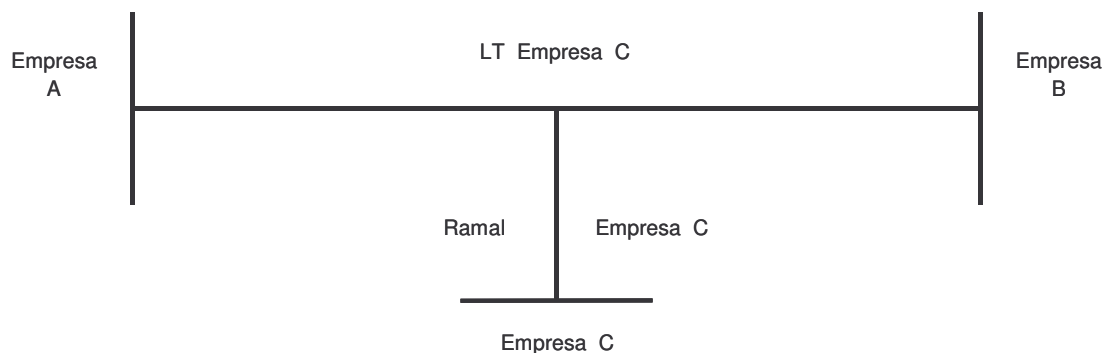 LT Empresa C
Empresa
A
Empresa
B
Ramal
Empresa C
Empresa C